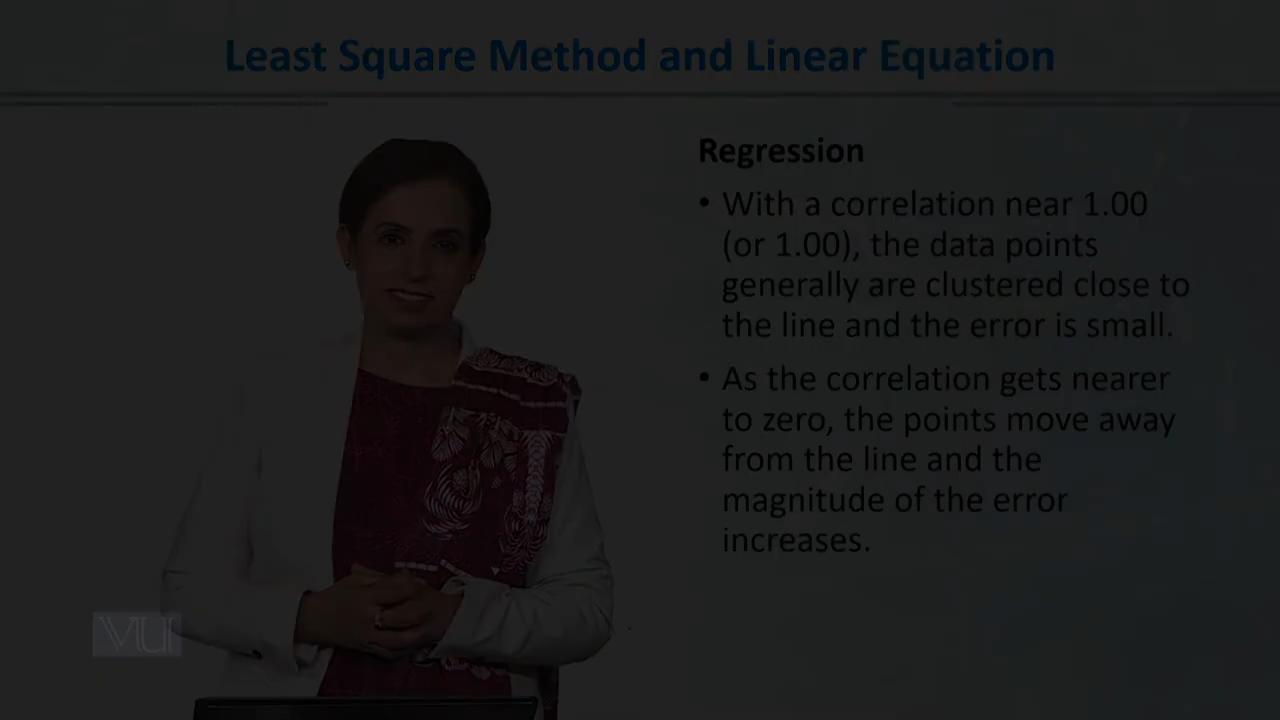 Least Square Method and Linear Equation
Regression
• With a correlation near 1.00
(or 1.00), the data points
generally are clustered close to
the line and the error is small.
• As the correlation gets nearer
to zero, the points move away
from the line and the
magnitude of the error
increases.
VU